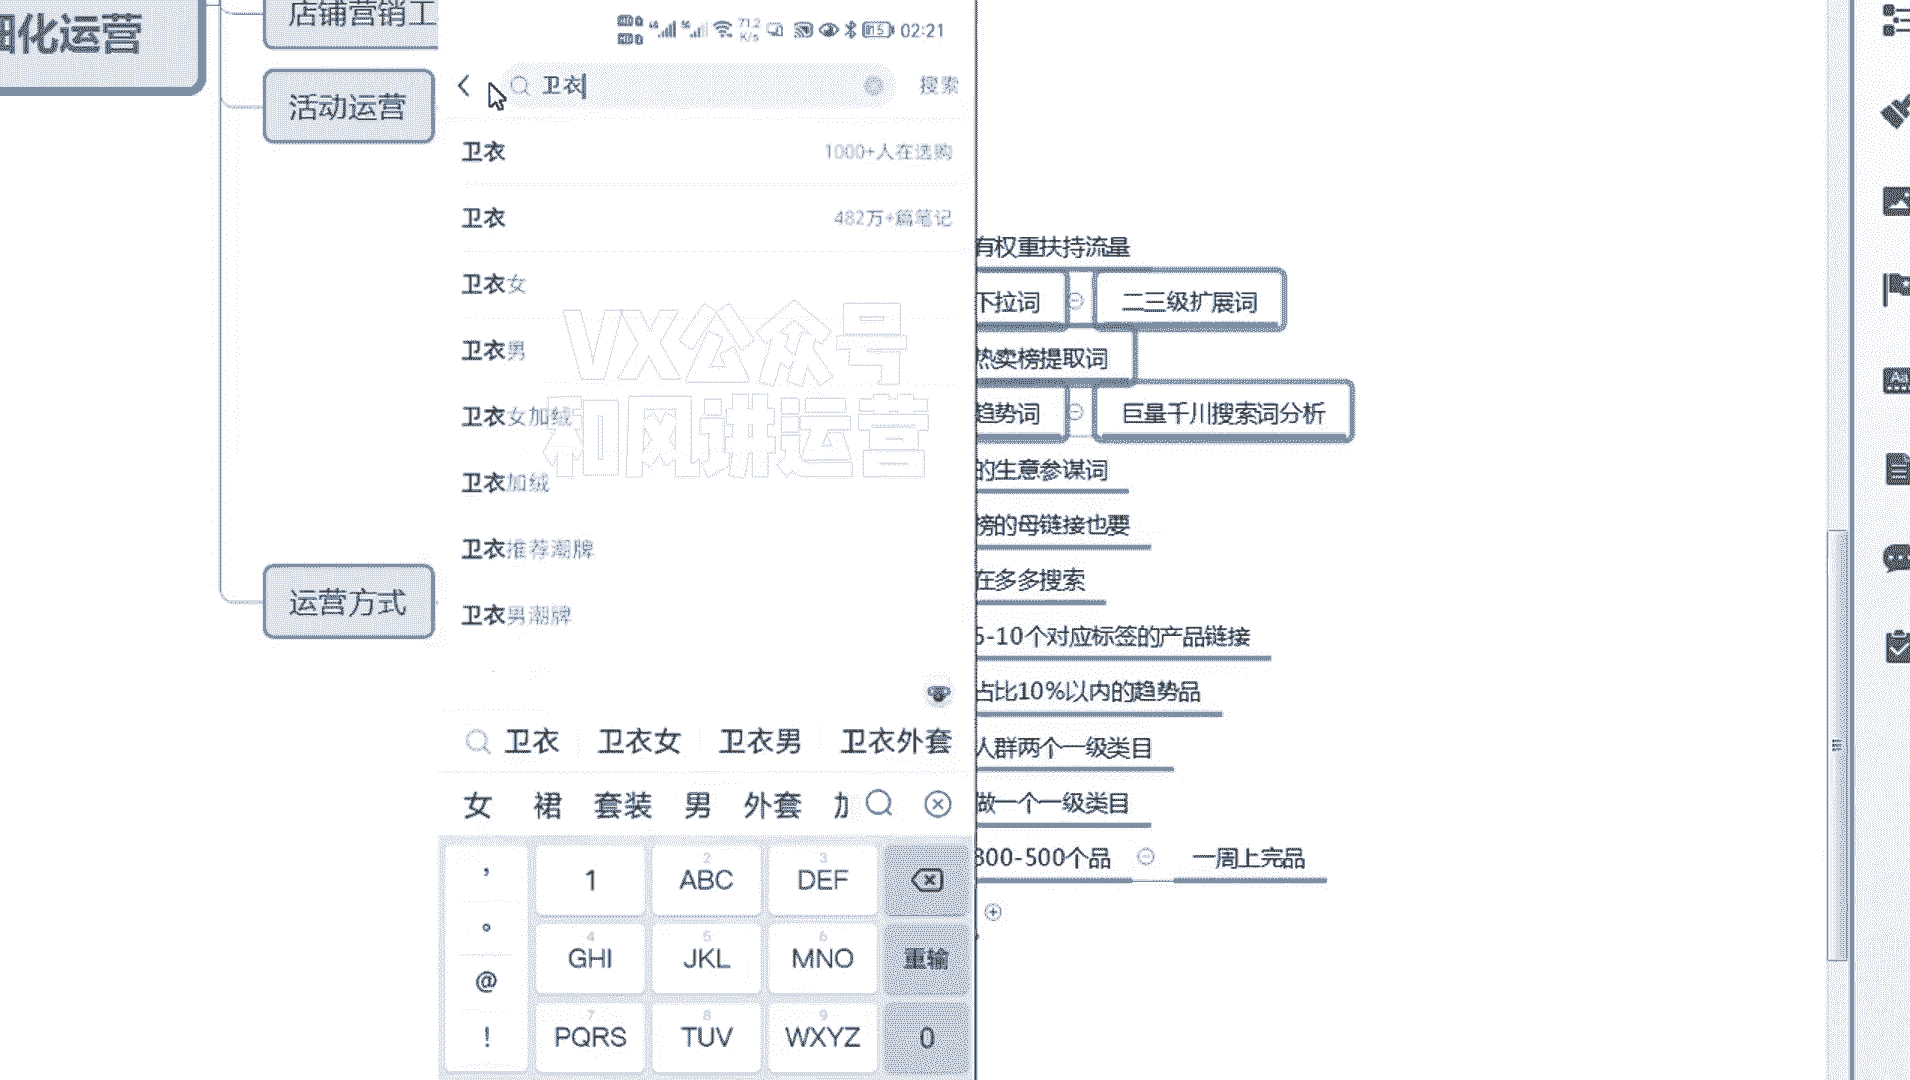 细化运营
店铺营销工
活动运营
运营方式
71.2 K/s
02:21
卫衣
搜索
卫衣 1000+人在选购
卫衣 482万+篇笔记
卫衣女
卫衣男
卫衣女加绒
卫衣加绒
卫衣推荐潮牌
卫衣男潮牌
VX公众号
和风讲运营
卫衣 卫衣女 卫衣男 卫衣外套
女 裙 套装 男 外套
， 1 2 ABC 3 DEF
。 4 GHI 5 JKL 6 MNO 重输
@
! 7 PQRS 8 TUV 9 WXYZ 0
有权重扶持流量
下拉词 二三级扩展词
热卖榜提取词
趋势词 巨量千川搜索词分析
的生意参谋词
榜的母链接也要
在多多搜索
5-10个对应标签的产品链接
占比10%以内的趋势品
人群两个一级类目
做一个一级类目
300-500个品 一周上完品